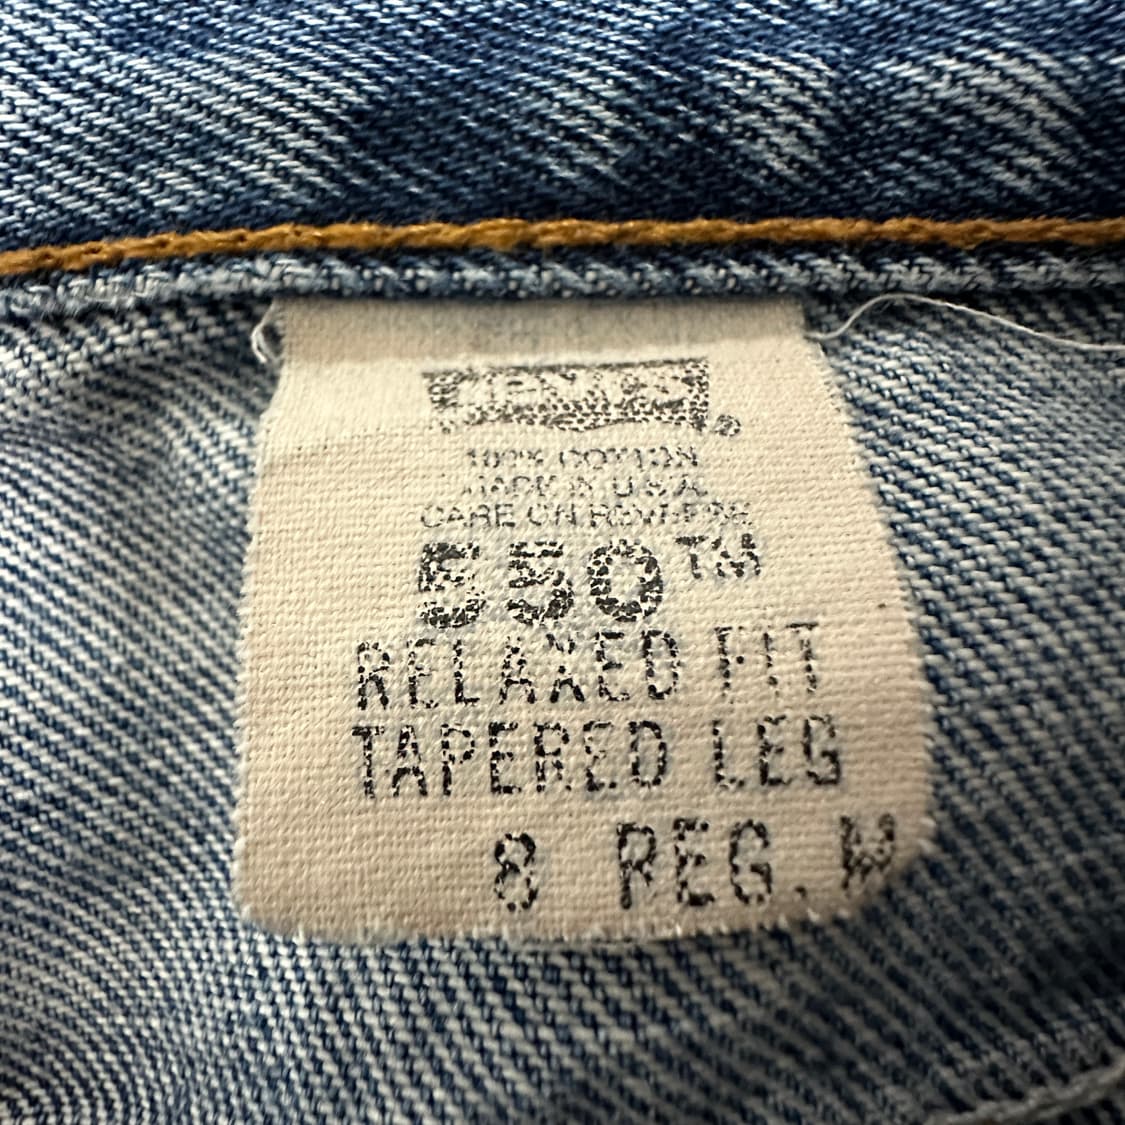 LEVI'S®
100% COTTON
MADE IN U.S.A.
CARE ON REVERSE
550™
RELAXED FIT
TAPERED LEG
8 REG. M